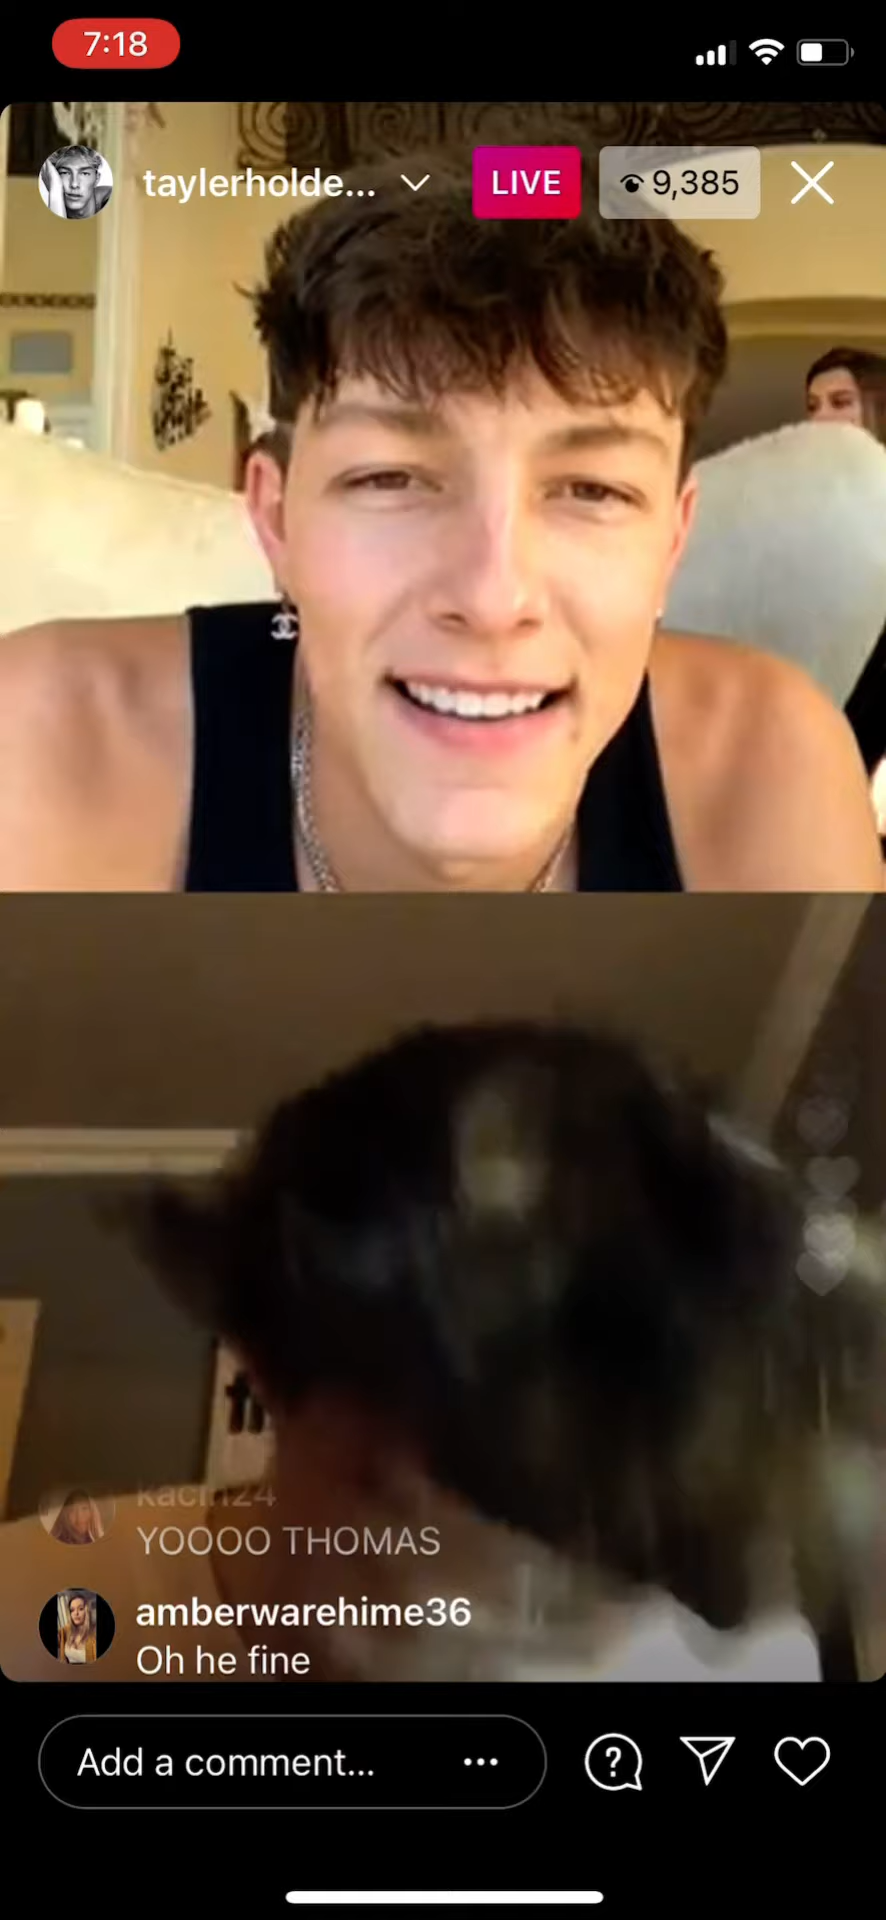 7:18
taylerholde...
LIVE
9,385
YOOOO THOMAS
amberwarehime36
Oh he fine
Add a comment...